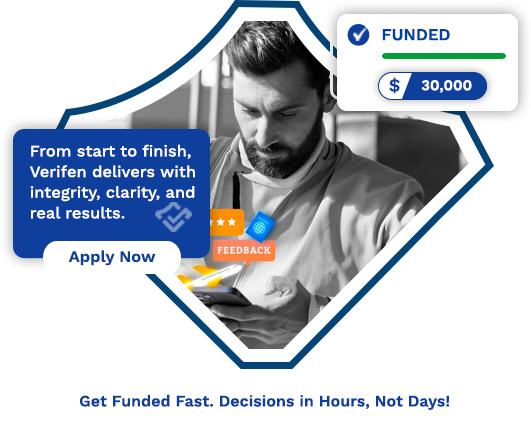 FUNDED
$ 30,000
From start to finish,
Verifen delivers with
integrity, clarity, and
real results.
FEEDBACK
Apply Now
Get Funded Fast. Decisions in Hours, Not Days!